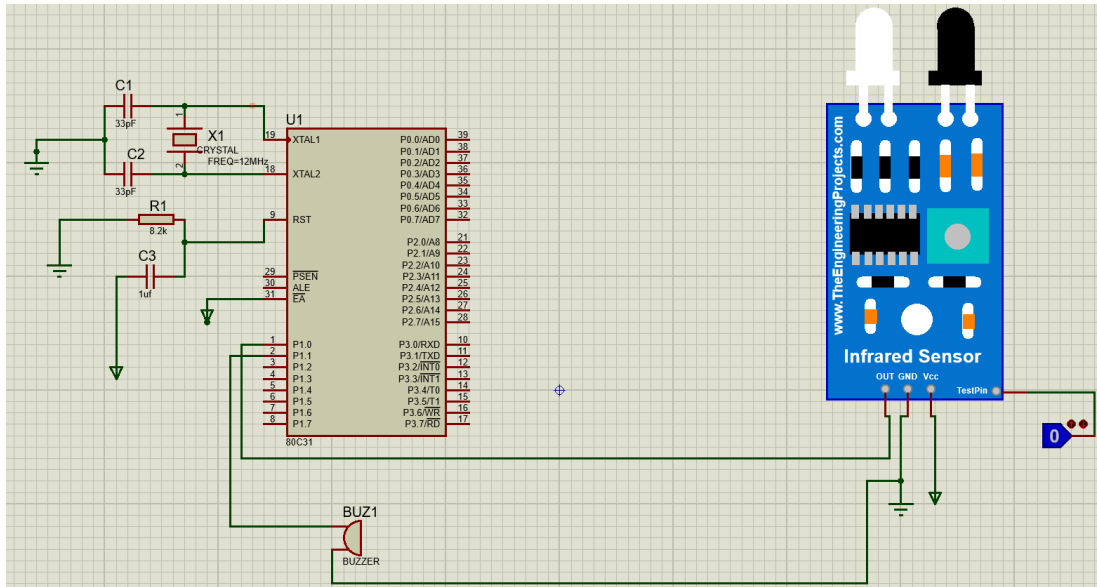 C1
33pF
X1
CRYSTAL
FREQ=12MHz
1
2
C2
33pF
R1
8.2k
C3
1uf
U1
19 XTAL1
18 XTAL2
9 RST
29 PSEN
30 ALE
31 EA
1 P1.0
2 P1.1
3 P1.2
4 P1.3
5 P1.4
6 P1.5
7 P1.6
8 P1.7
P0.0/AD0 39
P0.1/AD1 38
P0.2/AD2 37
P0.3/AD3 36
P0.4/AD4 35
P0.5/AD5 34
P0.6/AD6 33
P0.7/AD7 32
P2.0/A8 21
P2.1/A9 22
P2.2/A10 23
P2.3/A11 24
P2.4/A12 25
P2.5/A13 26
P2.6/A14 27
P2.7/A15 28
P3.0/RXD 10
P3.1/TXD 11
P3.2/INT0 12
P3.3/INT1 13
P3.4/T0 14
P3.5/T1 15
P3.6/WR 16
P3.7/RD 17
80C31
BUZ1
BUZZER
www.TheEngineeringProjects.com
Infrared Sensor
OUT GND Vcc
TestPin
0